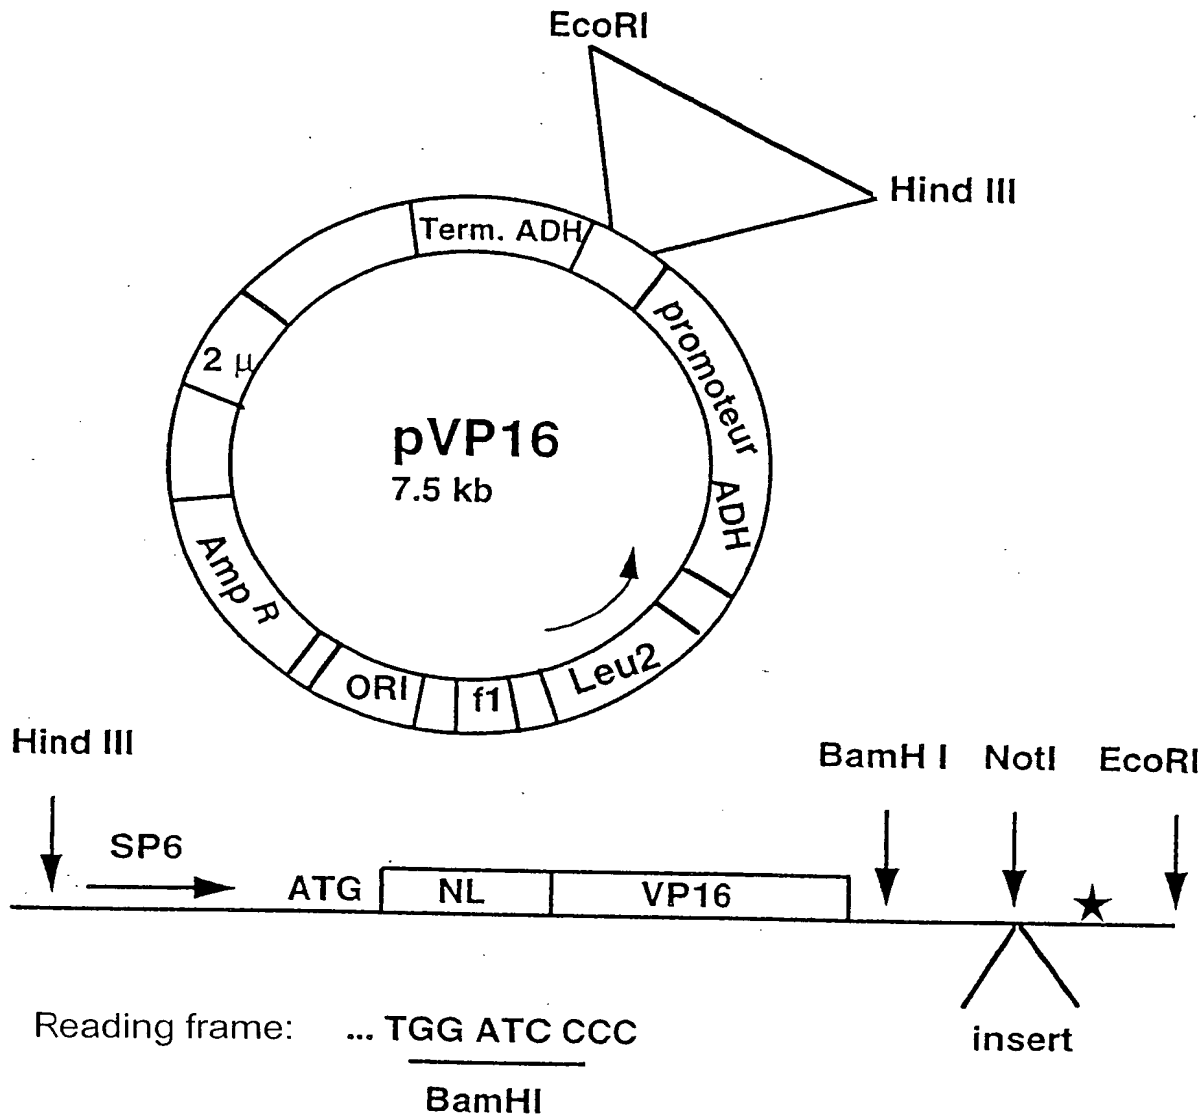 EcoRI
Hind III
Term. ADH
promoteur ADH
2 μ
pVP16
7.5 kb
Amp R
ORI
f1
Leu2
Hind III
BamH I NotI EcoRI
SP6
ATG NL VP16
insert
Reading frame: ... TGG ATC CCC
BamHI